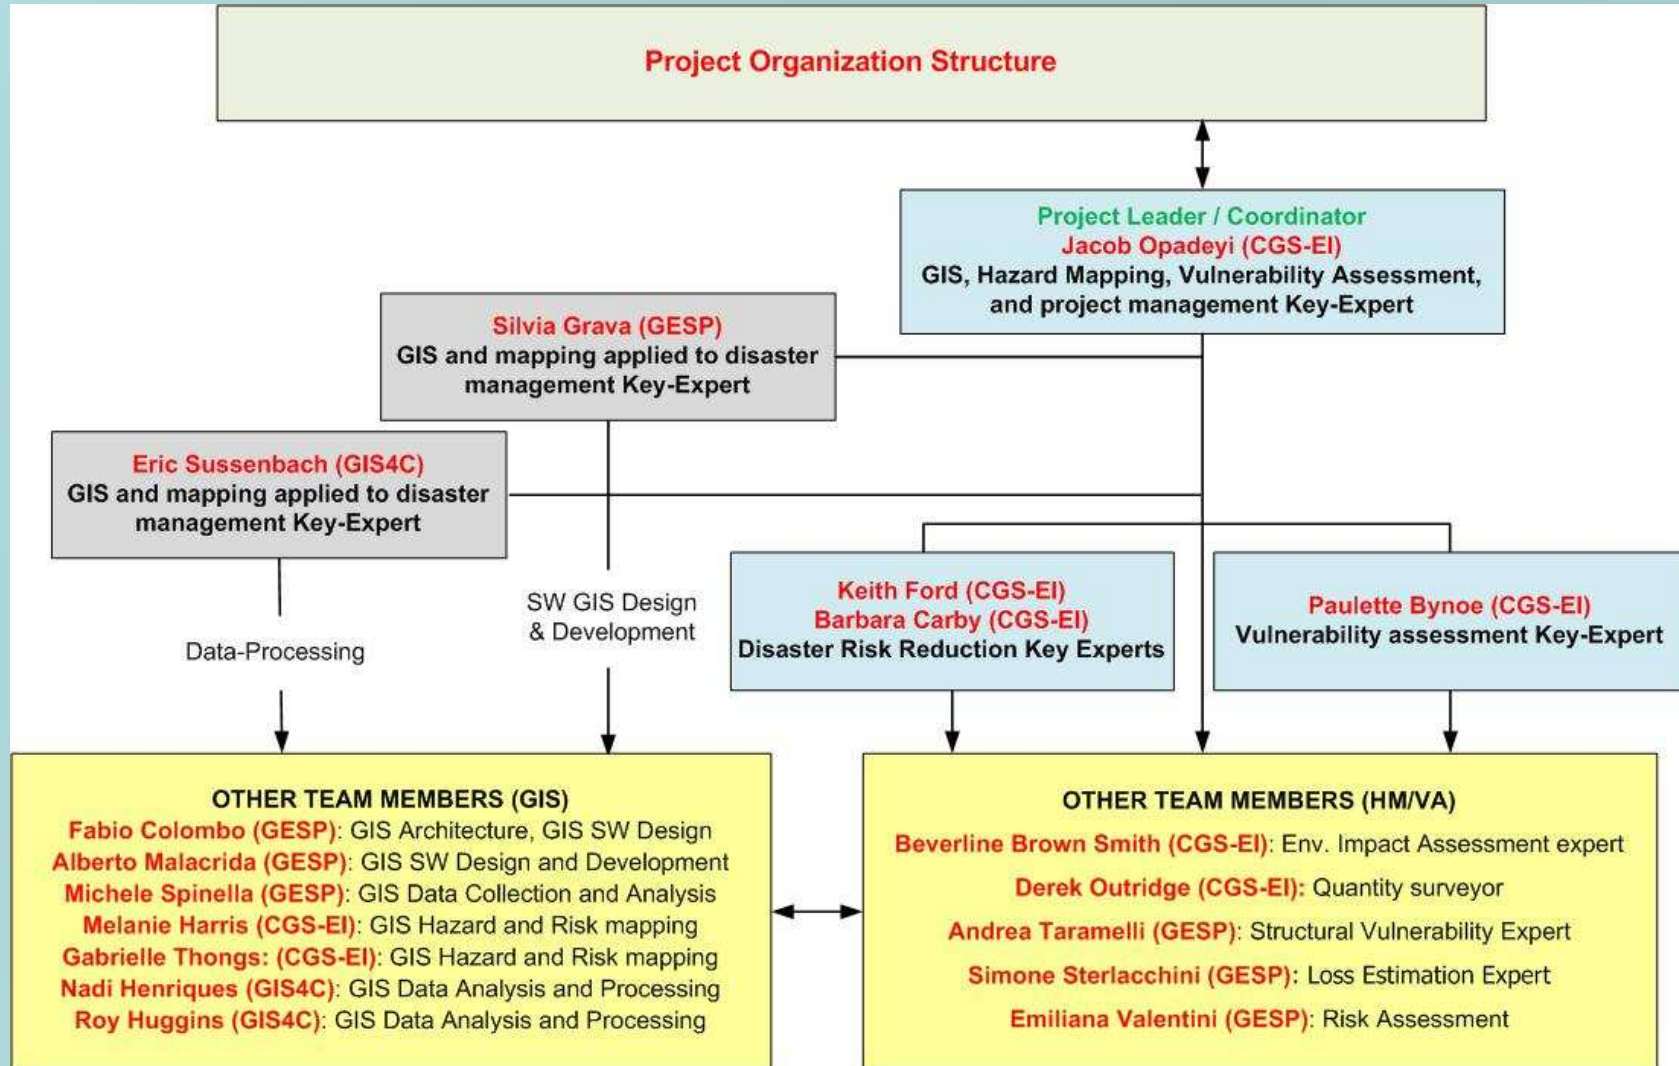 Project Organization Structure
Project Leader / Coordinator
Jacob Opadeyi (CGS-EI)
GIS, Hazard Mapping, Vulnerability Assessment,
and project management Key-Expert
Silvia Grava (GESP)
GIS and mapping applied to disaster
management Key-Expert
Eric Sussenbach (GIS4C)
GIS and mapping applied to disaster
management Key-Expert
Data-Processing
SW GIS Design
& Development
Keith Ford (CGS-EI)
Barbara Carby (CGS-EI)
Disaster Risk Reduction Key Experts
Paulette Bynoe (CGS-EI)
Vulnerability assessment Key-Expert
OTHER TEAM MEMBERS (GIS)
Fabio Colombo (GESP): GIS Architecture, GIS SW Design
Alberto Malacrida (GESP): GIS SW Design and Development
Michele Spinella (GESP): GIS Data Collection and Analysis
Melanie Harris (CGS-EI): GIS Hazard and Risk mapping
Gabrielle Thongs: (CGS-EI): GIS Hazard and Risk mapping
Nadi Henriques (GIS4C): GIS Data Analysis and Processing
Roy Huggins (GIS4C): GIS Data Analysis and Processing
OTHER TEAM MEMBERS (HM/VA)
Beverline Brown Smith (CGS-EI): Env. Impact Assessment expert
Derek Outridge (CGS-EI): Quantity surveyor
Andrea Taramelli (GESP): Structural Vulnerability Expert
Simone Sterlacchini (GESP): Loss Estimation Expert
Emiliana Valentini (GESP): Risk Assessment